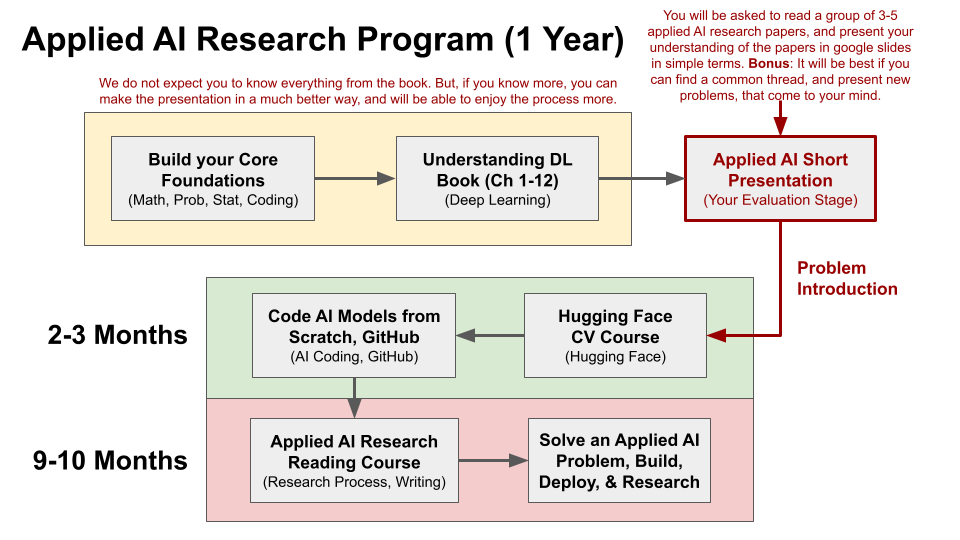 Applied AI Research Program (1 Year)
You will be asked to read a group of 3-5
applied AI research papers, and present your
understanding of the papers in google slides
in simple terms. Bonus: It will be best if you
can find a common thread, and present new
problems, that come to your mind.
We do not expect you to know everything from the book. But, if you know more, you can
make the presentation in a much better way, and will be able to enjoy the process more.
Build your Core
Foundations
(Math, Prob, Stat, Coding)
Understanding DL
Book (Ch 1-12)
(Deep Learning)
Applied AI Short
Presentation
(Your Evaluation Stage)
Problem
Introduction
2-3 Months
Code AI Models from
Scratch, GitHub
(AI Coding, GitHub)
Hugging Face
CV Course
(Hugging Face)
9-10 Months
Applied AI Research
Reading Course
(Research Process, Writing)
Solve an Applied AI
Problem, Build,
Deploy, & Research